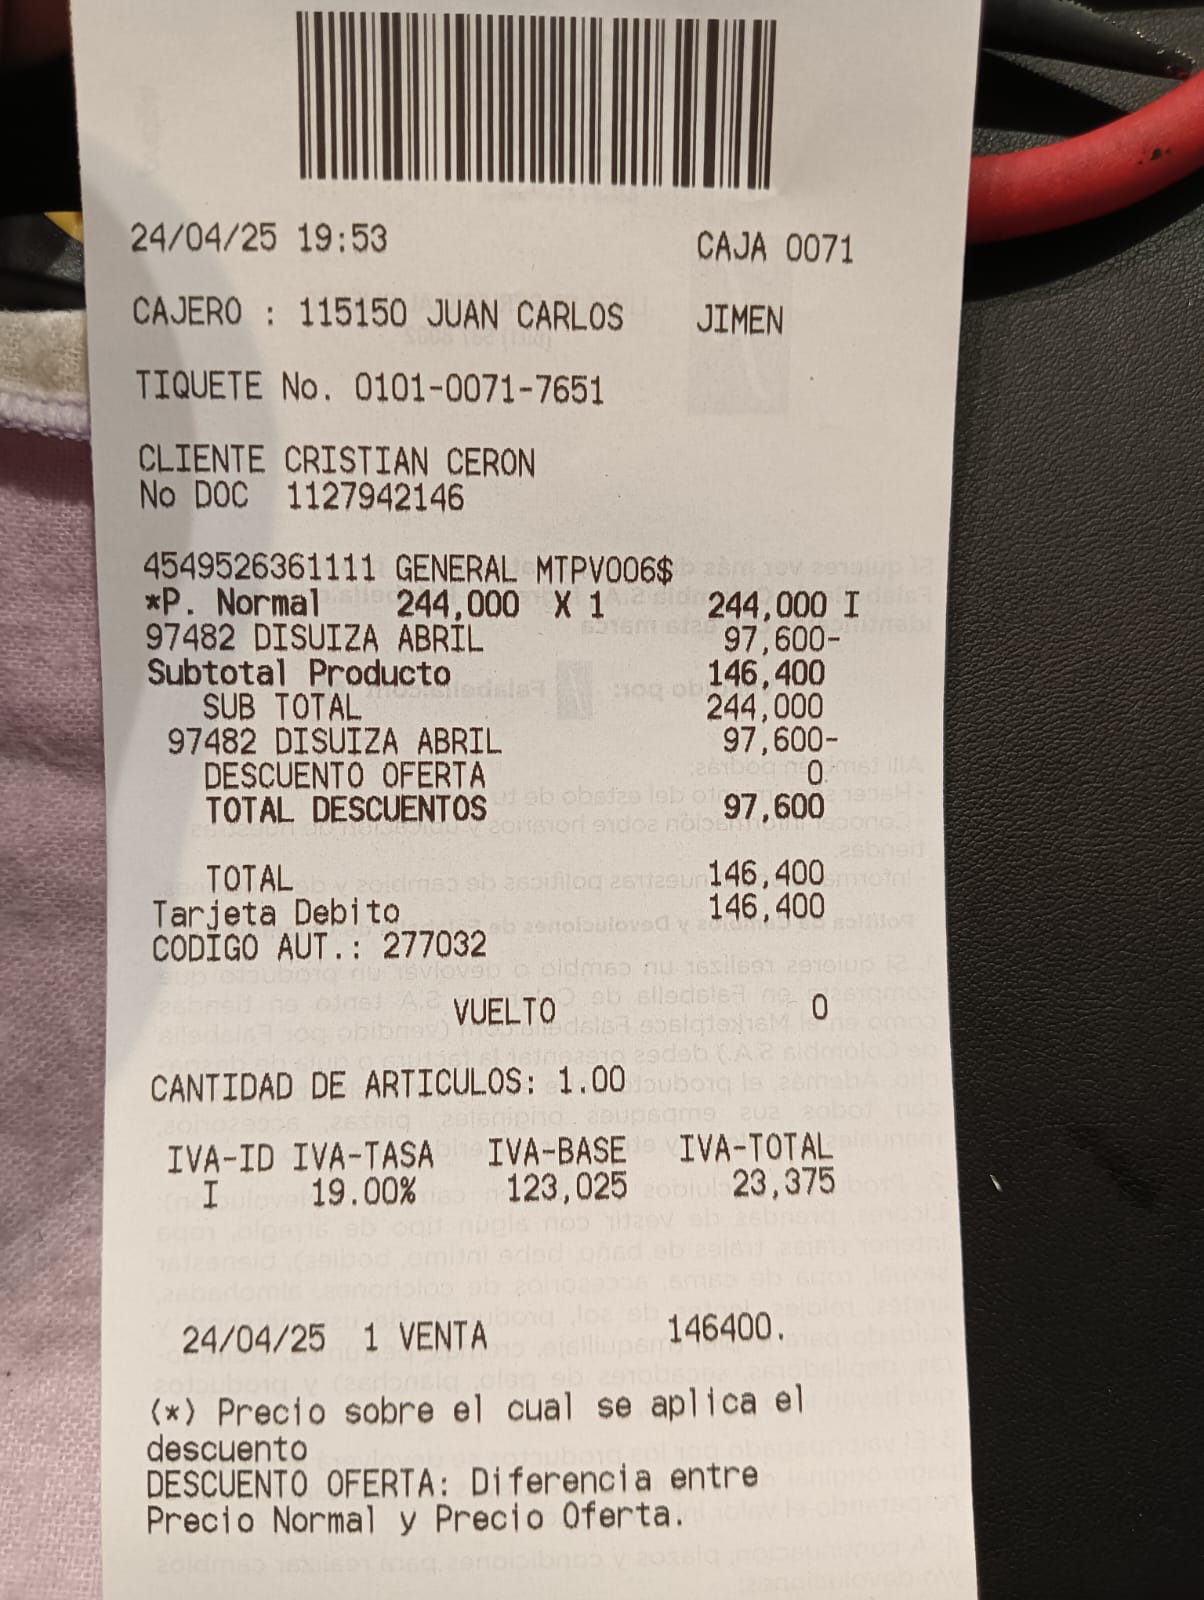 24/04/25 19:53 CAJA 0071
CAJERO : 115150 JUAN CARLOS JIMEN
TIQUETE No. 0101-0071-7651
CLIENTE CRISTIAN CERON
No DOC 1127942146
4549526361111 GENERAL MTPV006$
*P. Normal 244,000 X 1 244,000 I
97482 DISUIZA ABRIL 97,600-
Subtotal Producto 146,400
SUB TOTAL 244,000
97482 DISUIZA ABRIL 97,600-
DESCUENTO OFERTA 0
TOTAL DESCUENTOS 97,600
TOTAL 146,400
Tarjeta Debito 146,400
CODIGO AUT.: 277032
VUELTO 0
CANTIDAD DE ARTICULOS: 1.00
IVA-ID IVA-TASA IVA-BASE IVA-TOTAL
I 19.00% 123,025 23,375
24/04/25 1 VENTA 146400.
(*) Precio sobre el cual se aplica el
descuento
DESCUENTO OFERTA: Diferencia entre
Precio Normal y Precio Oferta.